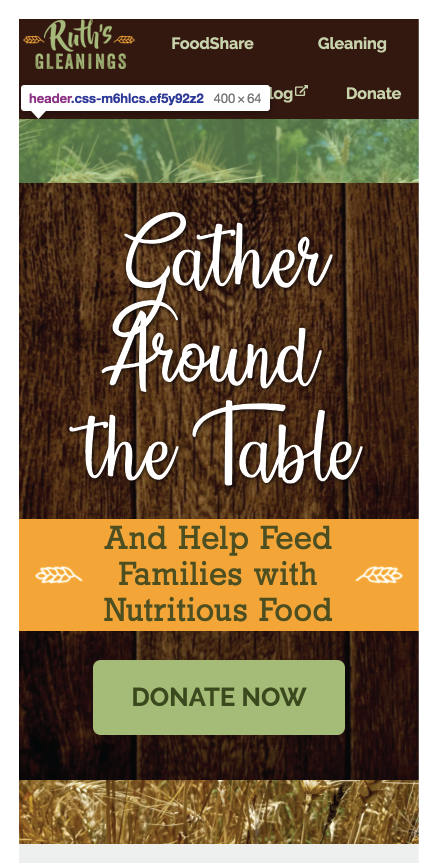 Ruth's
GLEANINGS
FoodShare
Gleaning
Donate
header.css-m6hlcs.ef5y92z2 400 × 64
Gather
Around
the Table
And Help Feed
Families with
Nutritious Food
DONATE NOW